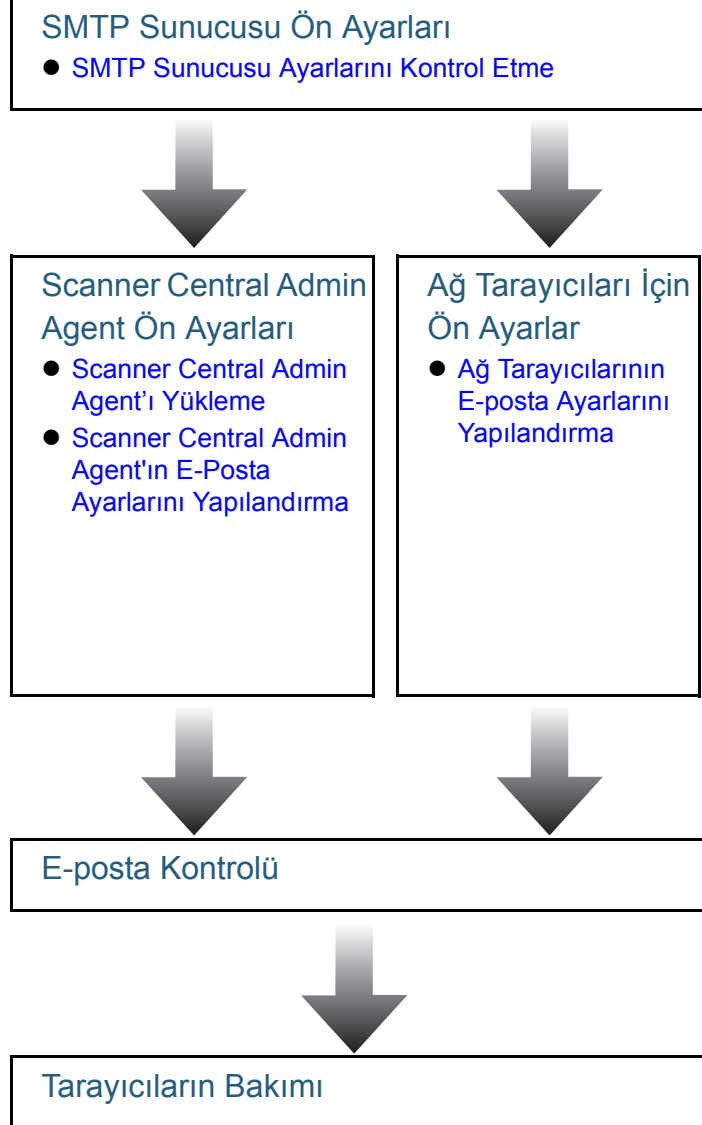 SMTP Sunucusu Ön Ayarları
● SMTP Sunucusu Ayarlarını Kontrol Etme
Scanner Central Admin
Agent Ön Ayarları
● Scanner Central Admin
Agent’ı Yükleme
● Scanner Central Admin
Agent'ın E-Posta
Ayarlarını Yapılandırma
Ağ Tarayıcıları İçin
Ön Ayarlar
● Ağ Tarayıcılarının
E-posta Ayarlarını
Yapılandırma
E-posta Kontrolü
Tarayıcıların Bakımı